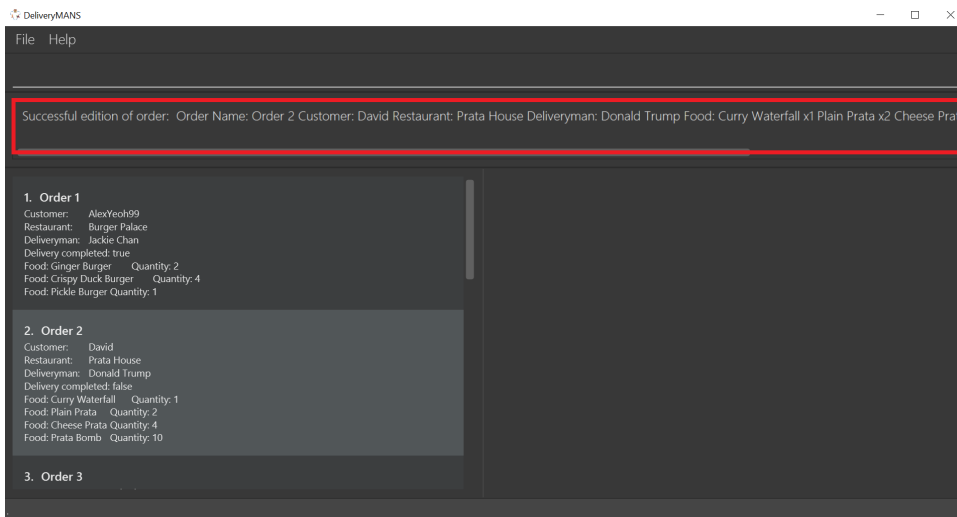 DeliveryMANS
File Help
Successful edition of order: Order Name: Order 2 Customer: David Restaurant: Prata House Deliveryman: Donald Trump Food: Curry Waterfall x1 Plain Prata x2 Cheese Prat
1. Order 1
Customer: AlexYeoh99
Restaurant: Burger Palace
Deliveryman: Jackie Chan
Delivery completed: true
Food: Ginger Burger Quantity: 2
Food: Crispy Duck Burger Quantity: 4
Food: Pickle Burger Quantity: 1
2. Order 2
Customer: David
Restaurant: Prata House
Deliveryman: Donald Trump
Delivery completed: false
Food: Curry Waterfall Quantity: 1
Food: Plain Prata Quantity: 2
Food: Cheese Prata Quantity: 4
Food: Prata Bomb Quantity: 10
3. Order 3